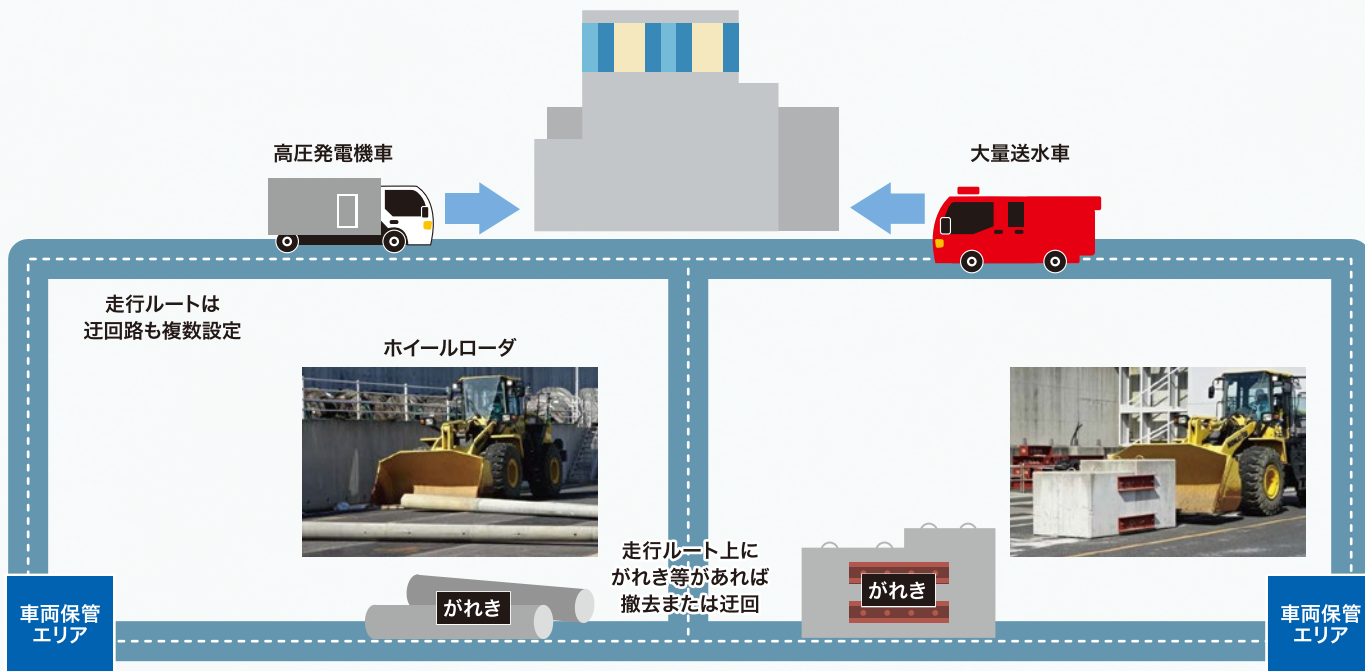 高圧発電機車
大量送水車
走行ルートは
迂回路も複数設定
ホイールローダ
走行ルート上に
がれき等があれば
撤去または迂回
がれき
がれき
車両保管
エリア
車両保管
エリア